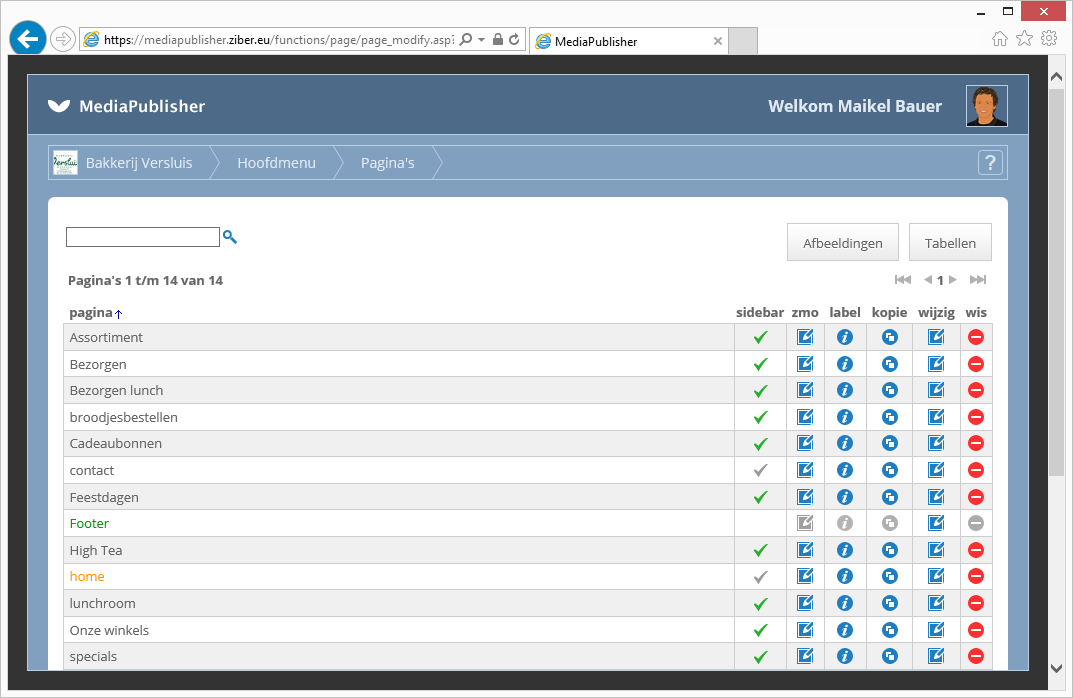 https://mediapublisher.ziber.eu/functions/page/page_modify.asp?
MediaPublisher
MediaPublisher
Welkom Maikel Bauer
Bakkerij Versluis
Hoofdmenu
Pagina's
?
Afbeeldingen
Tabellen
Pagina's 1 t/m 14 van 14
1
pagina sidebar zmo label kopie wijzig wis
Assortiment
Bezorgen
Bezorgen lunch
broodjesbestellen
Cadeaubonnen
contact
Feestdagen
Footer
High Tea
home
lunchroom
Onze winkels
specials